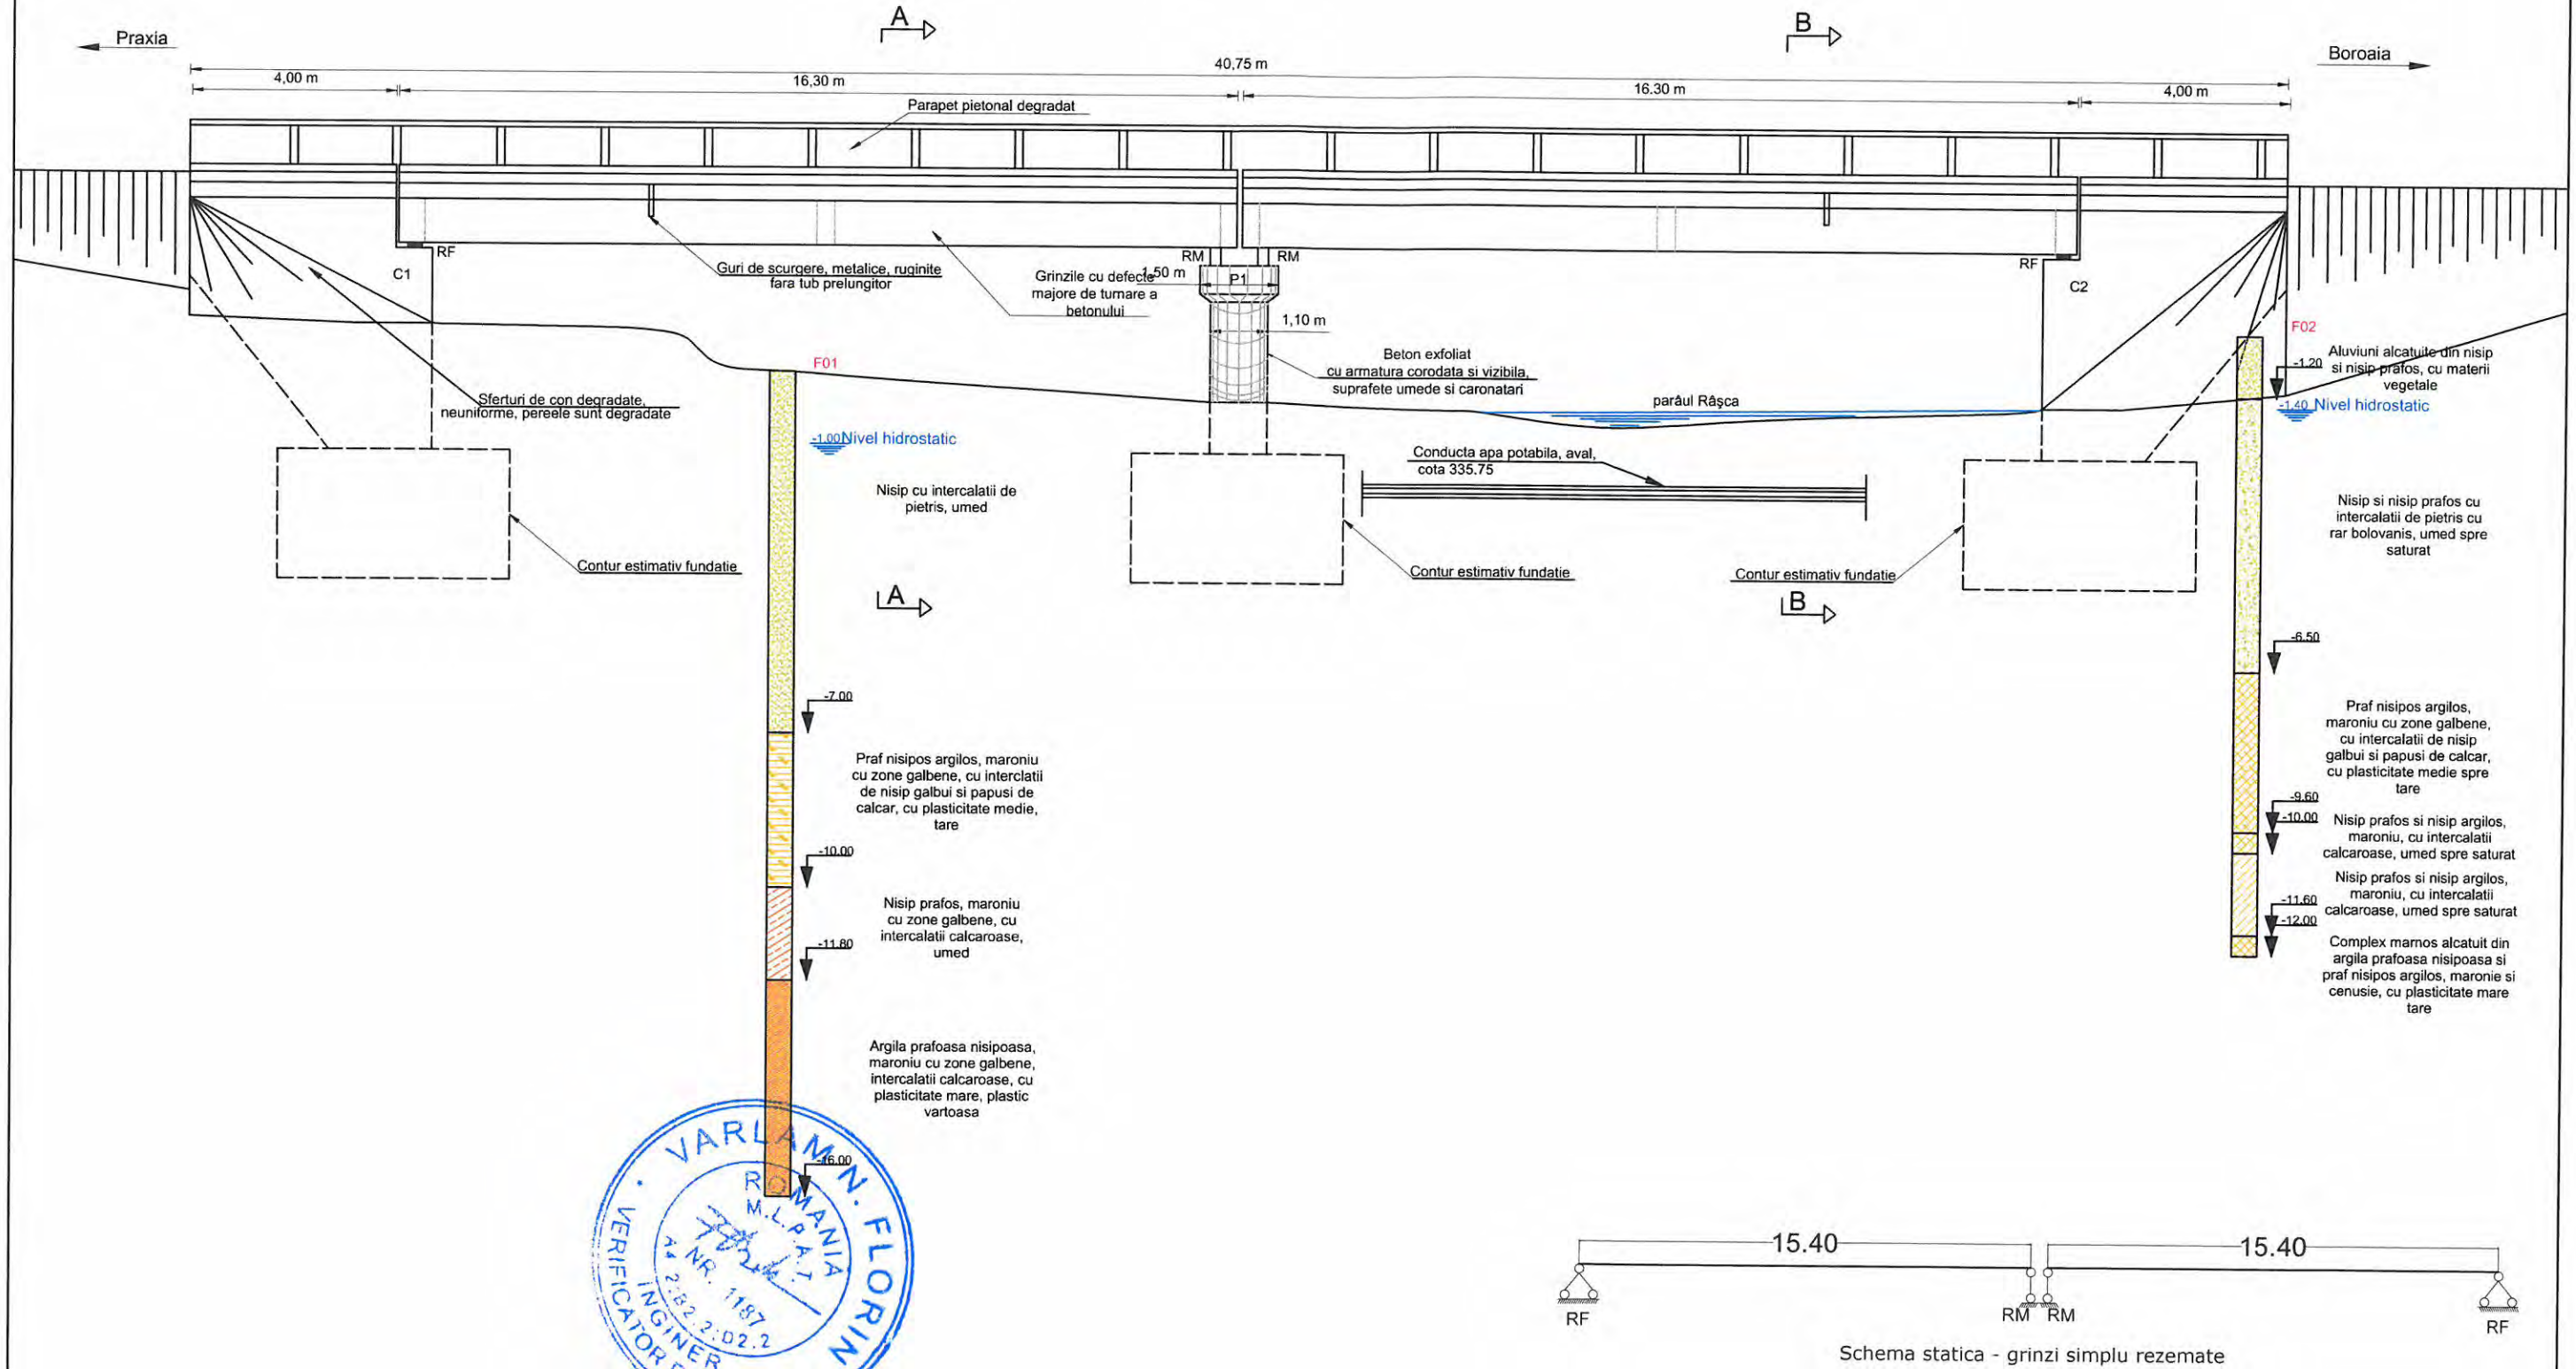 A
B
Praxia
Boroaia
40,75 m
4,00 m
16,30 m
16.30 m
4,00 m
Parapet pietonal degradat
RF
C1
Guri de scurgere, metalice, ruginite
fara tub prelungitor
Grinzile cu defecte
majore de turnare a
betonului
RM
RM
1,50 m
P1
1,10 m
RF
C2
F01
F02
Beton exfoliat
cu armatura corodata si vizibila,
suprafete umede si caronatari
-1.20
Aluviuni alcatuite din nisip
si nisip prafos, cu materii
vegetale
-1.40 Nivel hidrostatic
Sferturi de con degradate,
neuniforme, pereele sunt degradate
parâul Râşca
-1.00 Nivel hidrostatic
Conducta apa potabila, aval,
cota 335.75
Nisip cu intercalatii de
pietris, umed
Nisip si nisip prafos cu
intercalatii de pietris cu
rar bolovanis, umed spre
saturat
Contur estimativ fundatie
Contur estimativ fundatie
Contur estimativ fundatie
A
B
-6.50
-7.00
Praf nisipos argilos,
maroniu cu zone galbene,
cu intercalatii de nisip
galbui si papusi de calcar,
cu plasticitate medie spre
tare
Praf nisipos argilos, maroniu
cu zone galbene, cu interclatii
de nisip galbui si papusi de
calcar, cu plasticitate medie,
tare
-9.60
-10.00
Nisip prafos si nisip argilos,
maroniu, cu intercalatii
calcaroase, umed spre saturat
-10.00
Nisip prafos, maroniu
cu zone galbene, cu
intercalatii calcaroase,
umed
-11.80
Nisip prafos si nisip argilos,
maroniu, cu intercalatii
calcaroase, umed spre saturat
-11.60
-12.00
Complex marnos alcatuit din
argila prafoasa nisipoasa si
praf nisipos argilos, maronie si
cenusie, cu plasticitate mare
tare
Argila prafoasa nisipoasa,
maroniu cu zone galbene,
intercalatii calcaroase, cu
plasticitate mare, plastic
vartoasa
-16.00
VARLAM N. FLORIN
ROMANIA
M.L.P.A.T.
NR. 1187
A4 2;B2.2;D2.2
INGINER
VERIFICATOR
15.40
15.40
RF
RM
RM
RF
Schema statica - grinzi simplu rezemate